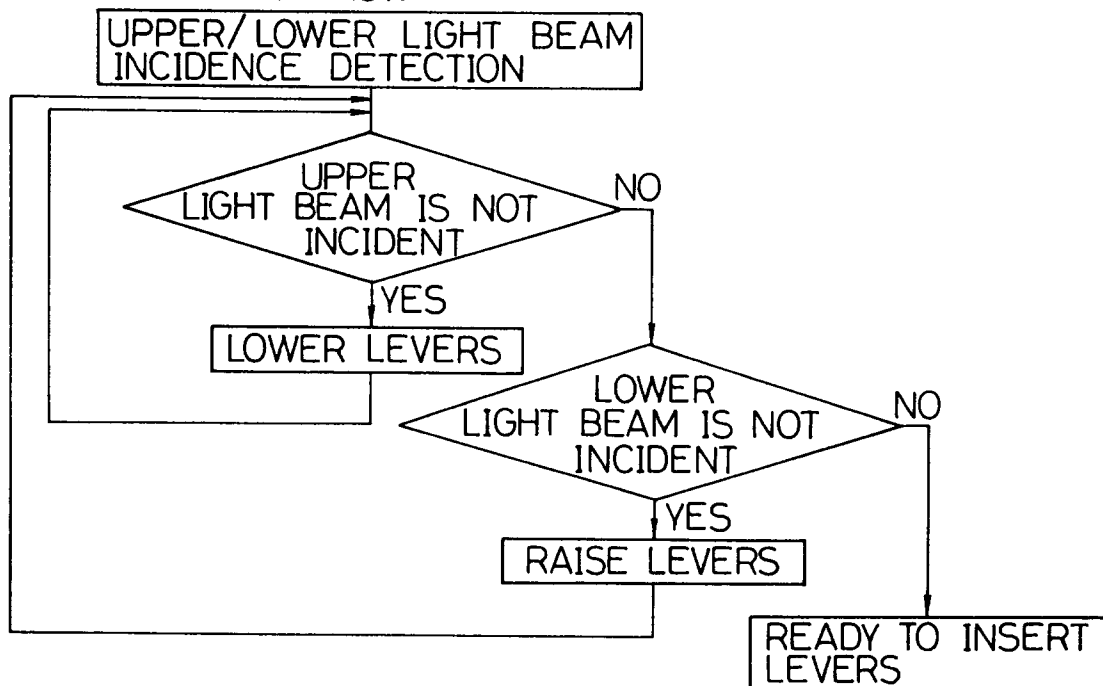 UPPER/LOWER LIGHT BEAM
INCIDENCE DETECTION
UPPER
LIGHT BEAM IS NOT
INCIDENT
NO
YES
LOWER LEVERS
LOWER
LIGHT BEAM IS NOT
INCIDENT
NO
YES
RAISE LEVERS
READY TO INSERT
LEVERS